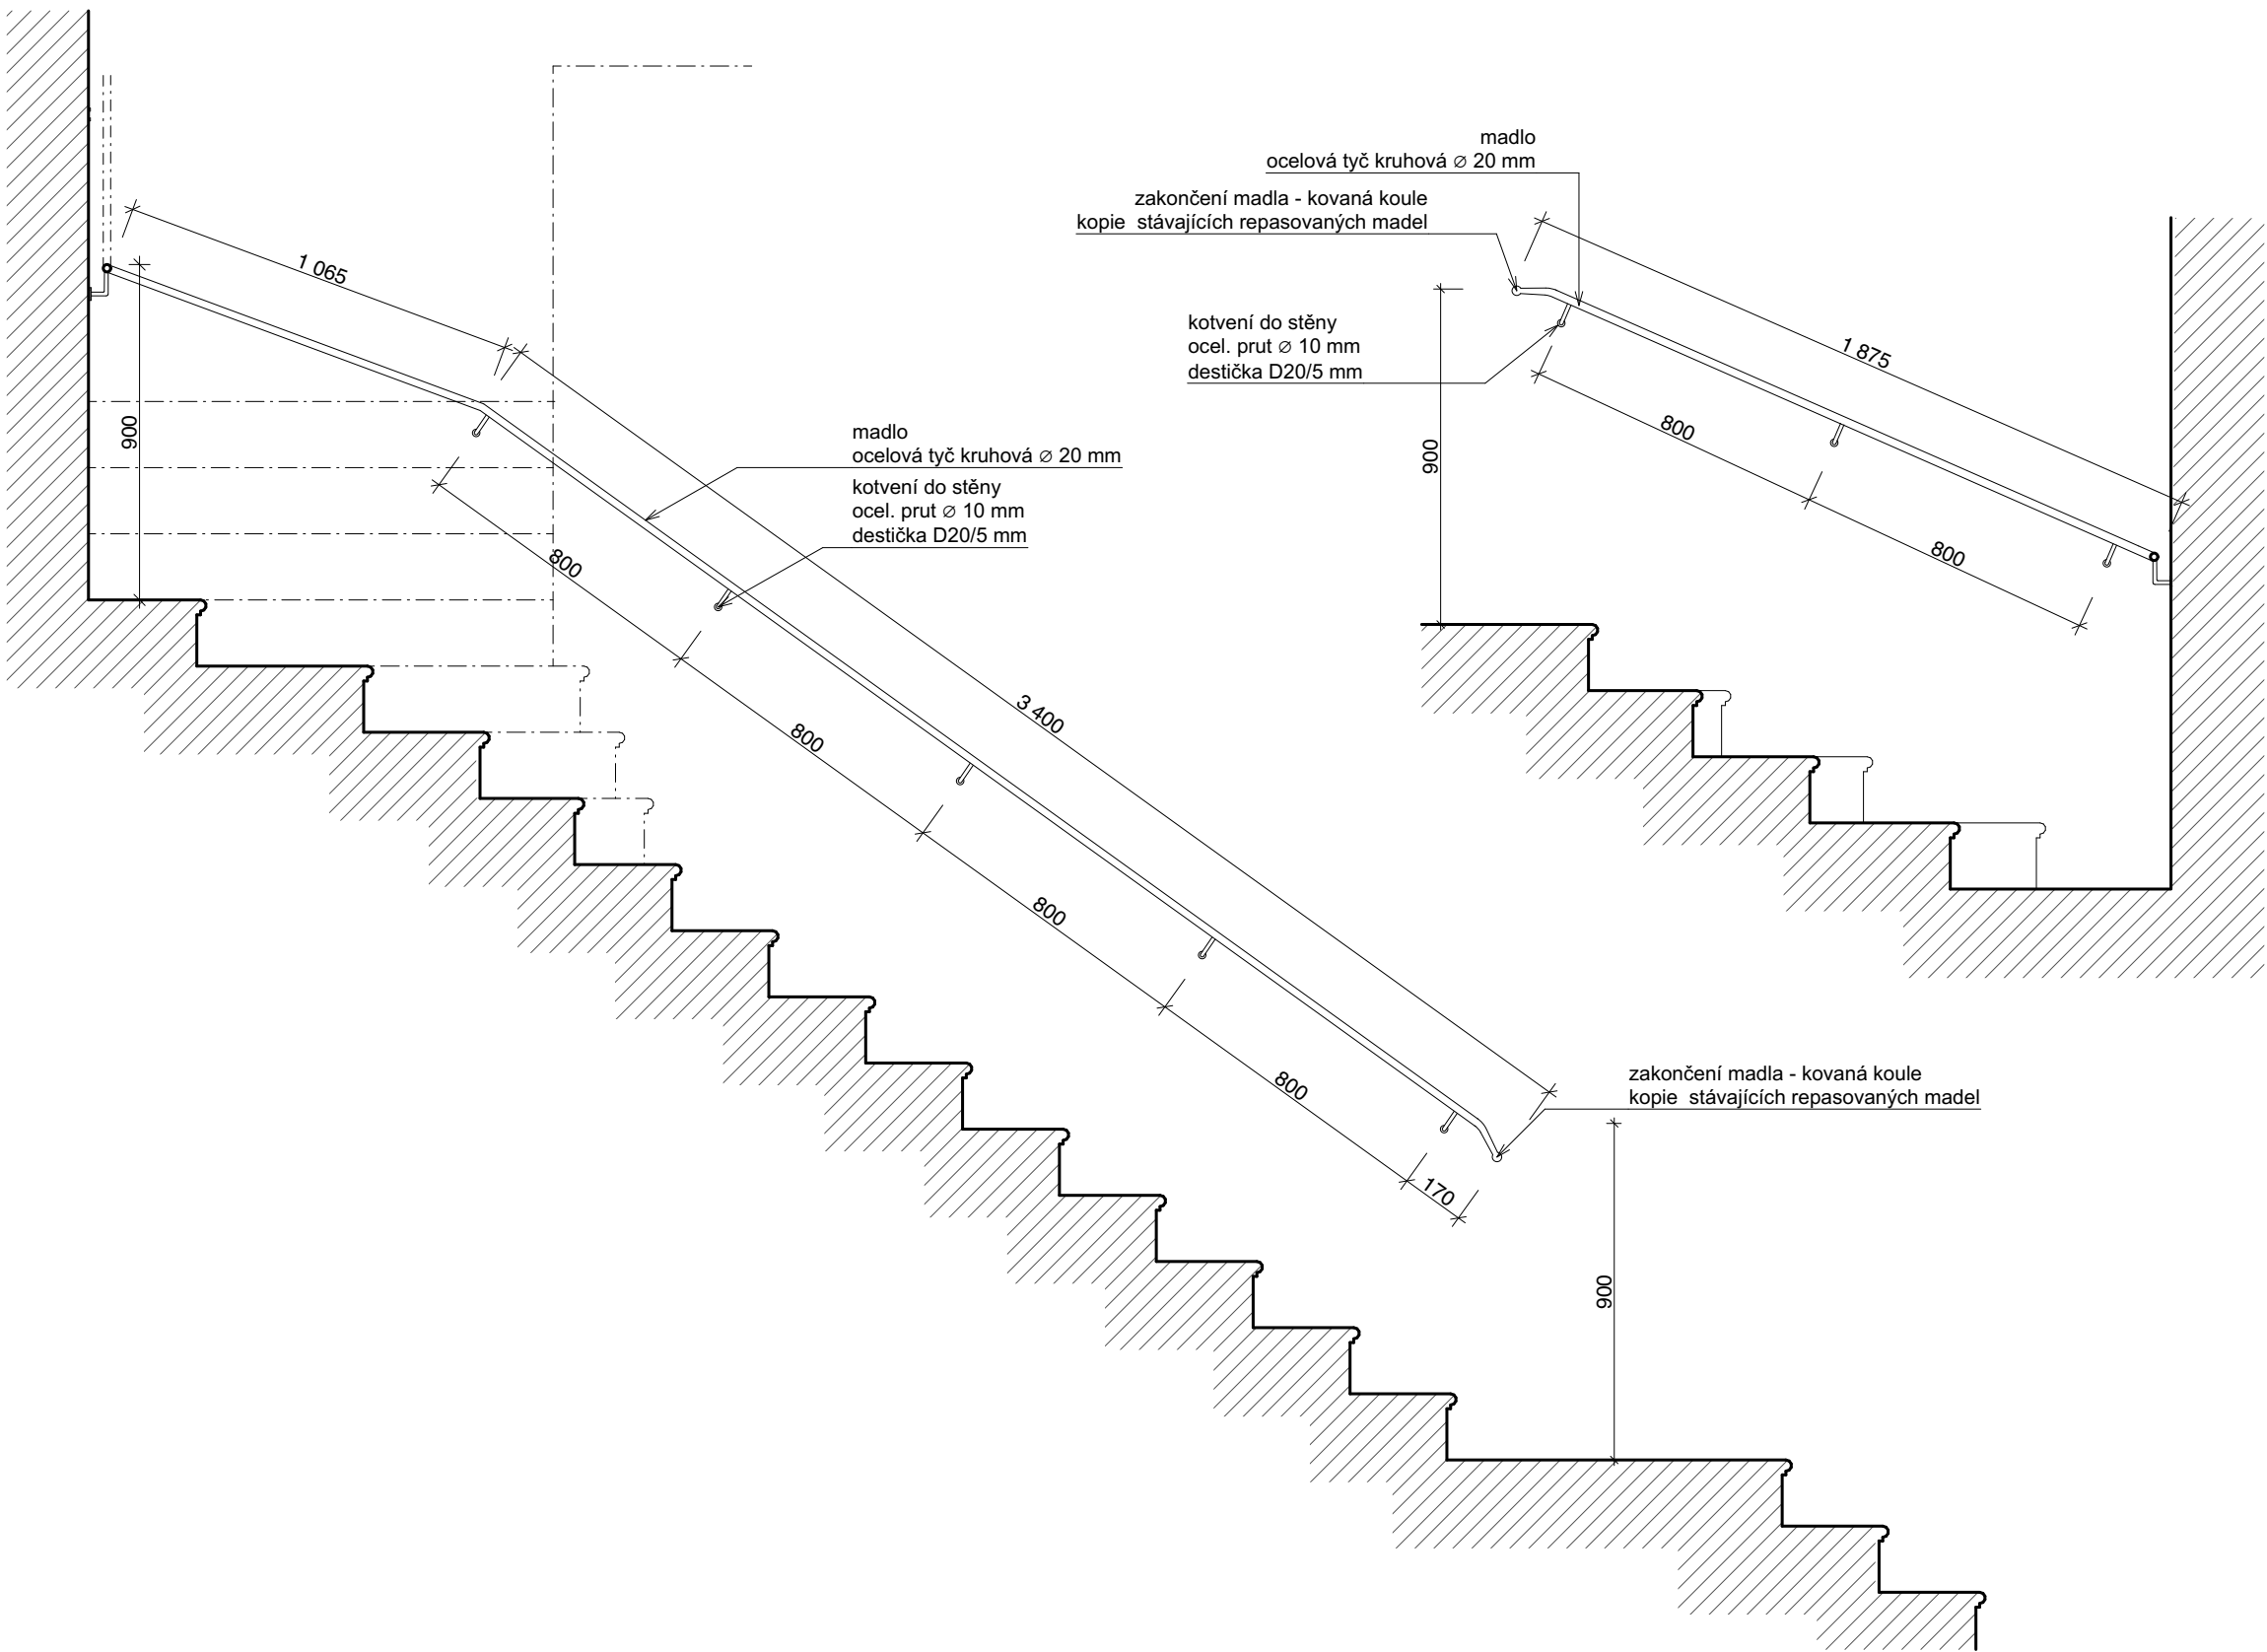 madlo
ocelová tyč kruhová ∅ 20 mm
zakončení madla - kovaná koule
kopie  stávajících repasovaných madel
kotvení do stěny
ocel. prut ∅ 10 mm
destička D20/5 mm
1 875
800
800
900
1 065
900
madlo
ocelová tyč kruhová ∅ 20 mm
kotvení do stěny
ocel. prut ∅ 10 mm
destička D20/5 mm
3 400
800
800
800
800
170
zakončení madla - kovaná koule
kopie  stávajících repasovaných madel
900